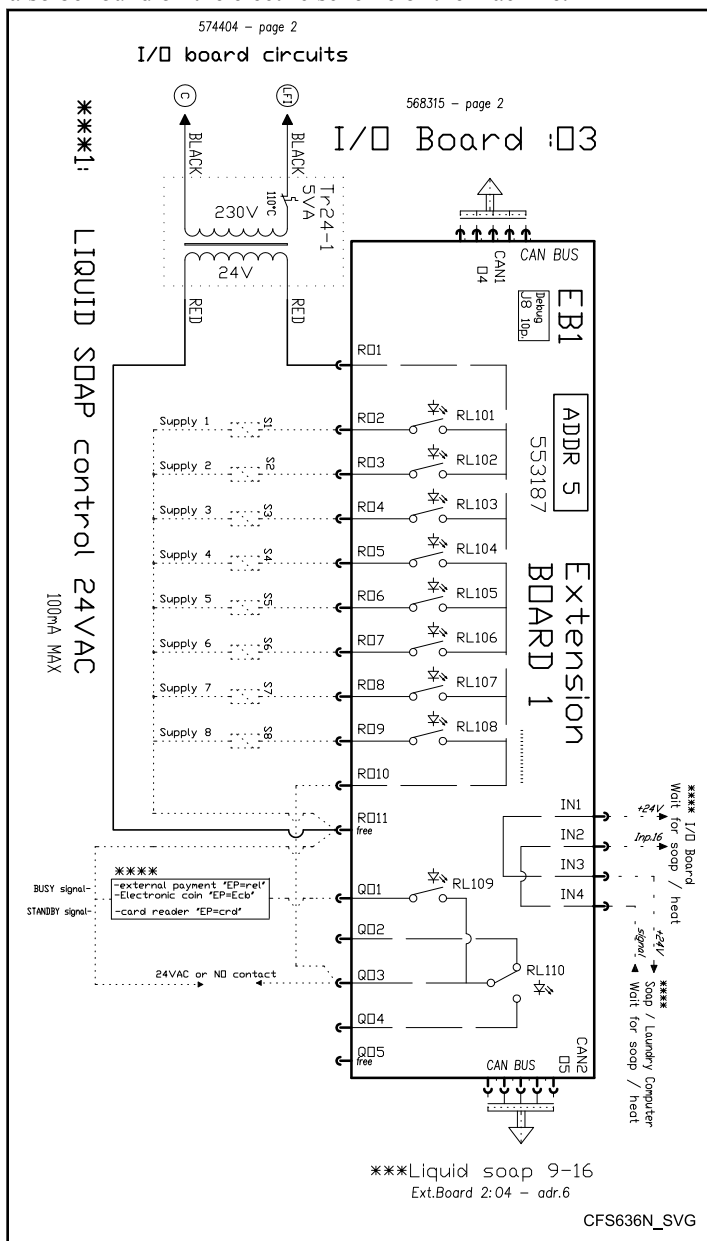 574404 - page 2
I/O board circuits
C
LFI
BLACK
BLACK
568315 - page 2
I/O Board :03
***1: LIQUID SOAP control 24VAC
100mA MAX
Tr24-1
5VA
110°C
230V
24V
RED
RED
CAN BUS
CAN1
04
EB1
Debug
J8 10p.
ADDR 5
553187
Extension
BOARD 1
RO1
Supply 1
S1
RO2
RL101
Supply 2
S2
RO3
RL102
Supply 3
S3
RO4
RL103
Supply 4
S4
RO5
RL104
Supply 5
S5
RO6
RL105
Supply 6
S6
RO7
RL106
Supply 7
S7
RO8
RL107
Supply 8
S8
RO9
RL108
RO10
RO11
free
IN1
IN2
IN3
IN4
+24V
Inp.16
**** I/O Board
Wait for soap / heat
+24V
signal
****
Soap / Laundry Computer
Wait for soap / heat
BUSY signal-
STANDBY signal-
****
-external payment "EP=rel"
-Electronic coin "EP=Ecb"
-card reader "EP=crd"
QO1
RL109
QO2
24VAC or NO contact
QO3
RL110
QO4
QO5
free
CAN BUS
CAN2
05
***Liquid soap 9-16
Ext.Board 2:04 - adr.6
CFS636N_SVG